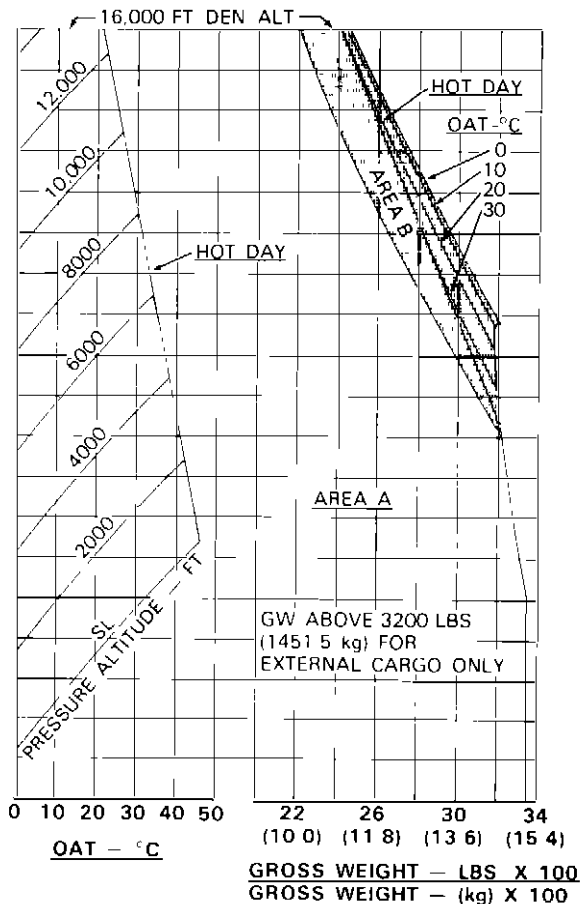 16,000 FT DEN ALT
12,000
10,000
8000
6000
4000
2000
SL
PRESSURE ALTITUDE – FT
HOT DAY
HOT DAY
OAT-°C
0
10
20
30
AREA B
AREA A
GW ABOVE 3200 LBS
(1451 5 kg) FOR
EXTERNAL CARGO ONLY
0 10 20 30 40 50
OAT – °C
22 26 30 34
(10 0) (11 8) (13 6) (15 4)
GROSS WEIGHT – LBS X 100
GROSS WEIGHT – (kg) X 100